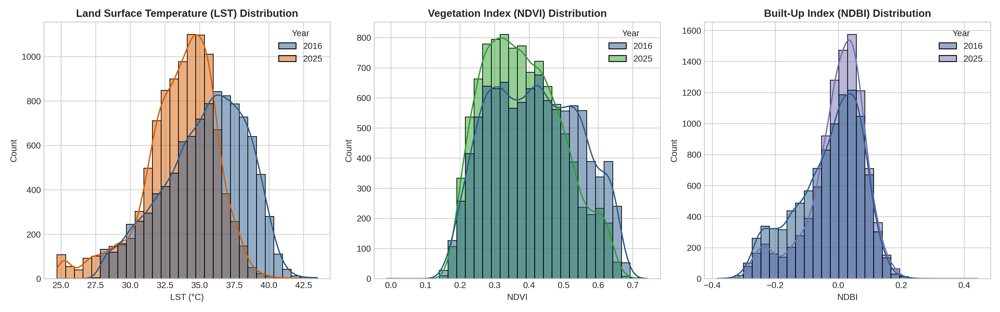 Land Surface Temperature (LST) Distribution
Year
2016
2025
Count
1000
800
600
400
200
0
25.0 27.5 30.0 32.5 35.0 37.5 40.0 42.5
LST (°C)
Vegetation Index (NDVI) Distribution
Year
2016
2025
Count
800
700
600
500
400
300
200
100
0
0.0 0.1 0.2 0.3 0.4 0.5 0.6 0.7
NDVI
Built-Up Index (NDBI) Distribution
Year
2016
2025
Count
1600
1400
1200
1000
800
600
400
200
0
−0.4 −0.2 0.0 0.2 0.4
NDBI